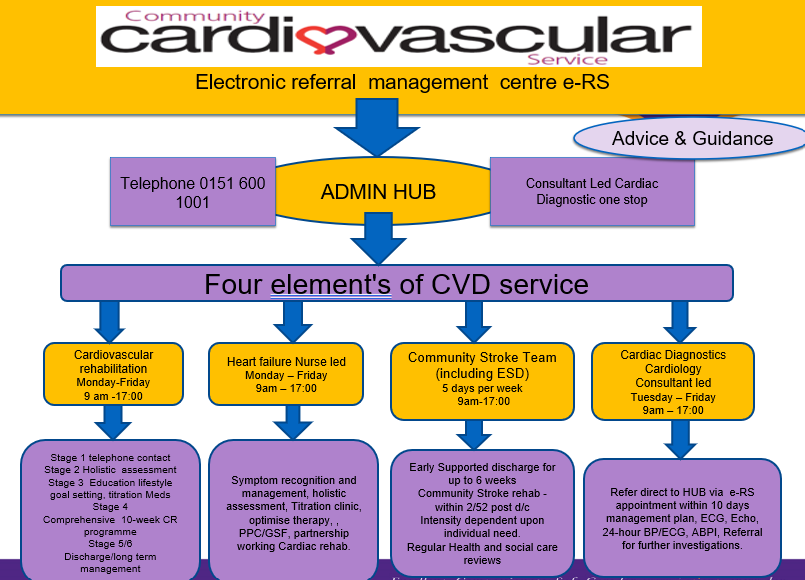 Community
cardiovascular
Service
Electronic referral management centre e-RS
Advice & Guidance
Telephone 0151 600
1001
ADMIN HUB
Consultant Led Cardiac
Diagnostic one stop
Four element's of CVD service
Cardiovascular
rehabilitation
Monday-Friday
9 am -17:00
Heart failure Nurse led
Monday – Friday
9am – 17:00
Community Stroke Team
(including ESD)
5 days per week
9am-17:00
Cardiac Diagnostics
Cardiology
Consultant led
Tuesday – Friday
9am – 17:00
Stage 1 telephone contact
Stage 2 Holistic assessment
Stage 3 Education lifestyle
goal setting, titration Meds
Stage 4
Comprehensive 10-week CR
programme
Stage 5/6
Discharge/long term
management
Symptom recognition and
management, holistic
assessment, Titration clinic,
optimise therapy, ,
PPC/GSF, partnership
working Cardiac rehab.
Early Supported discharge for
up to 6 weeks
Community Stroke rehab -
within 2/52 post d/c
Intensity dependent upon
individual need.
Regular Health and social care
reviews
Refer direct to HUB via e-RS
appointment within 10 days
management plan, ECG, Echo,
24-hour BP/ECG, ABPI, Referral
for further investigations.